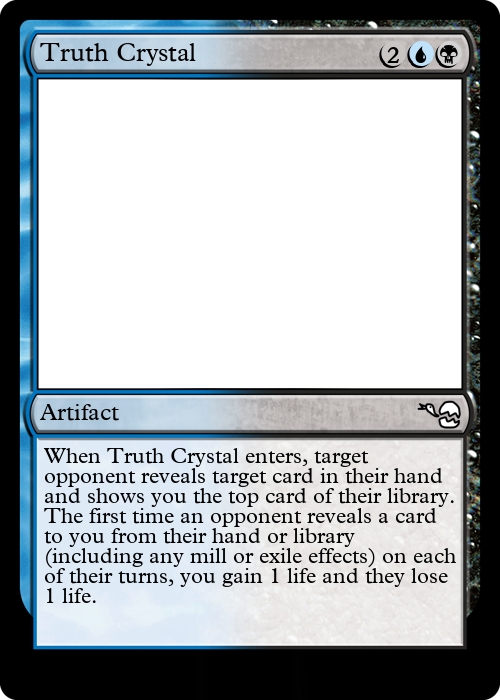 Truth Crystal 2
Artifact
When Truth Crystal enters, target
opponent reveals target card in their hand
and shows you the top card of their library.
The first time an opponent reveals a card
to you from their hand or library
(including any mill or exile effects) on each
of their turns, you gain 1 life and they lose
1 life.